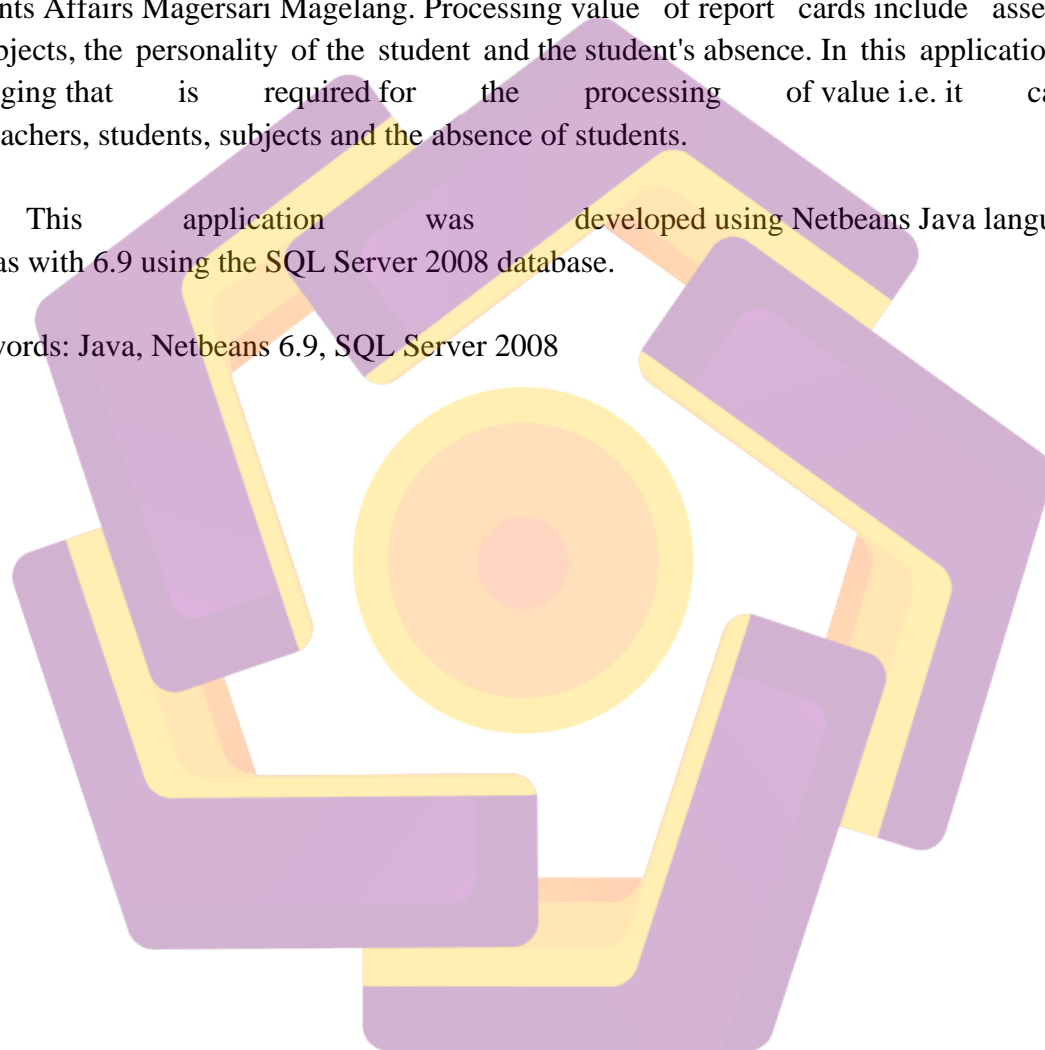 nts Affairs Magersari Magelang. Processing value of report cards include asse
bjects, the personality of the student and the student's absence. In this applicatio
ging that is required for the processing of value i.e. it ca
achers, students, subjects and the absence of students.
This application was developed using Netbeans Java langu
as with 6.9 using the SQL Server 2008 database.
words: Java, Netbeans 6.9, SQL Server 2008